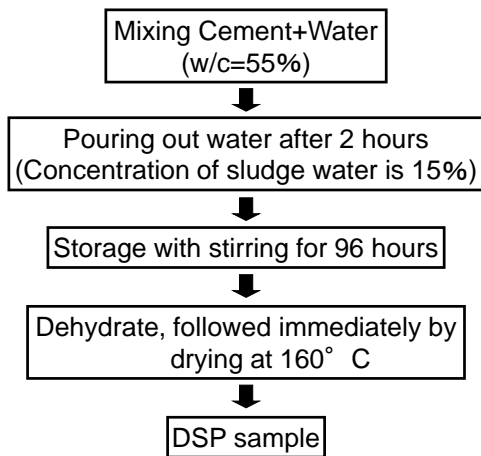 Mixing Cement+Water
(w/c=55%)
Pouring out water after 2 hours
(Concentration of sludge water is 15%)
Storage with stirring for 96 hours
Dehydrate, followed immediately by
drying at 160° C
DSP sample